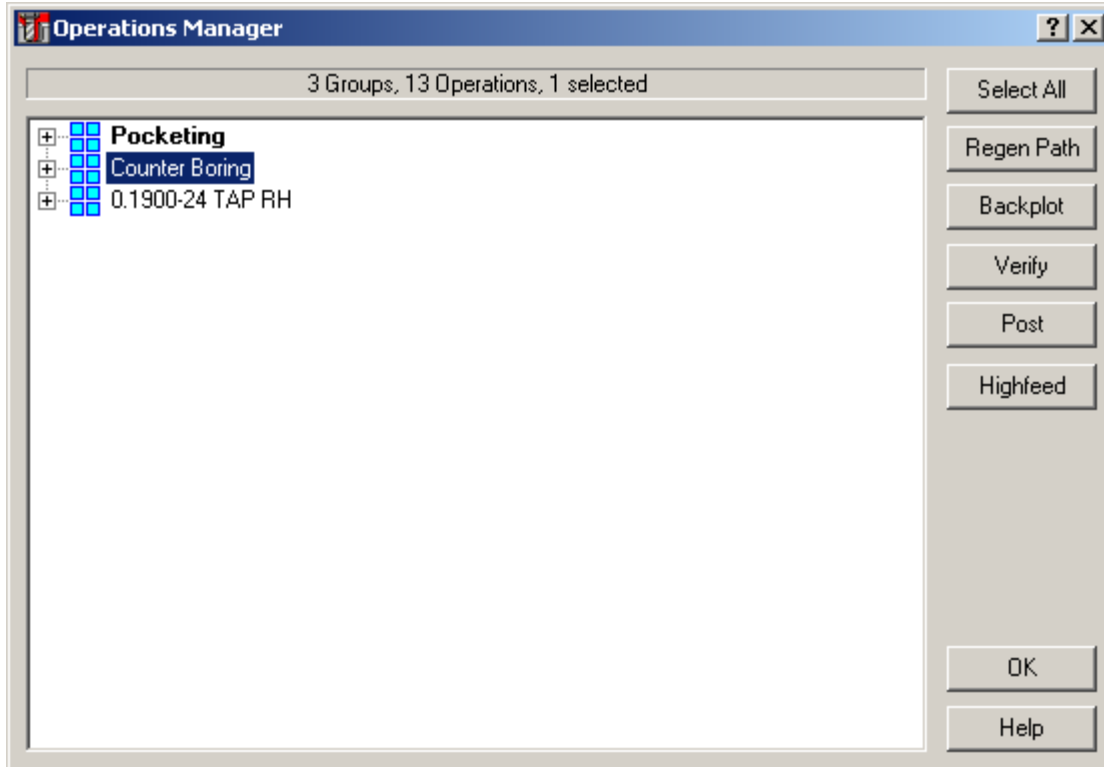 Operations Manager
3 Groups, 13 Operations, 1 selected
Pocketing
Counter Boring
0.1900-24 TAP RH
Select All
Regen Path
Backplot
Verify
Post
Highfeed
OK
Help